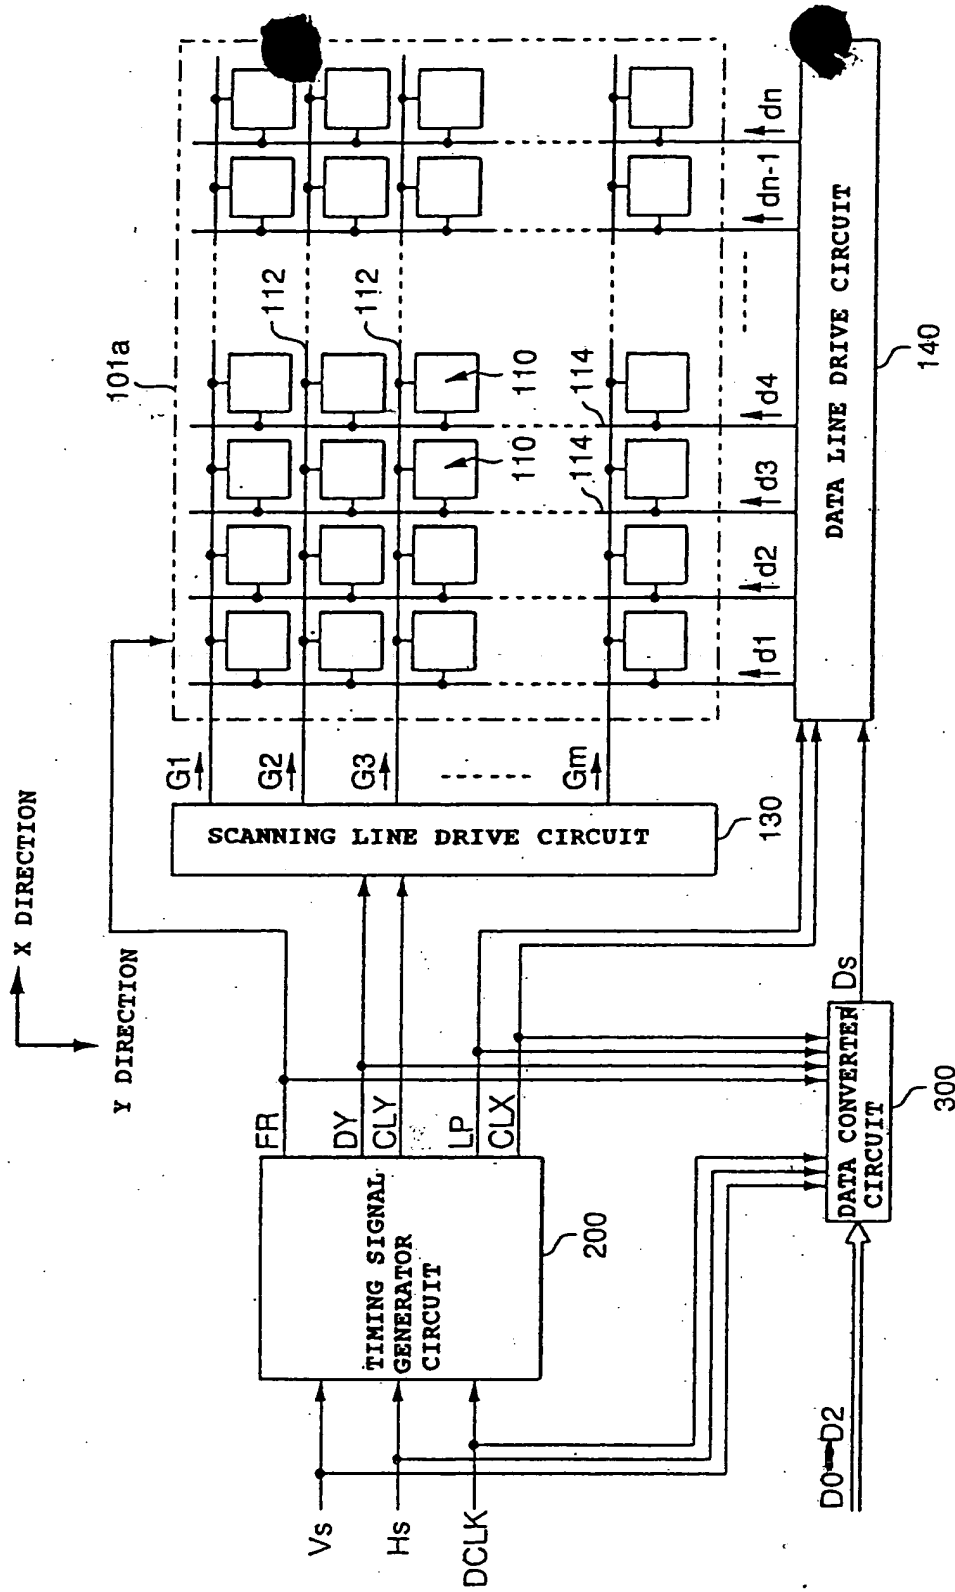 X DIRECTION
Y DIRECTION
101a
112
112
G1
G2
G3
Gm
110
110
114
114
SCANNING LINE DRIVE CIRCUIT
130
d1
d2
d3
d4
dn-1
dn
DATA LINE DRIVE CIRCUIT
140
FR
DY
CLY
LP
CLX
TIMING SIGNAL
GENERATOR
CIRCUIT
200
Vs
Hs
DCLK
Ds
DATA CONVERTER
CIRCUIT
300
D0–D2